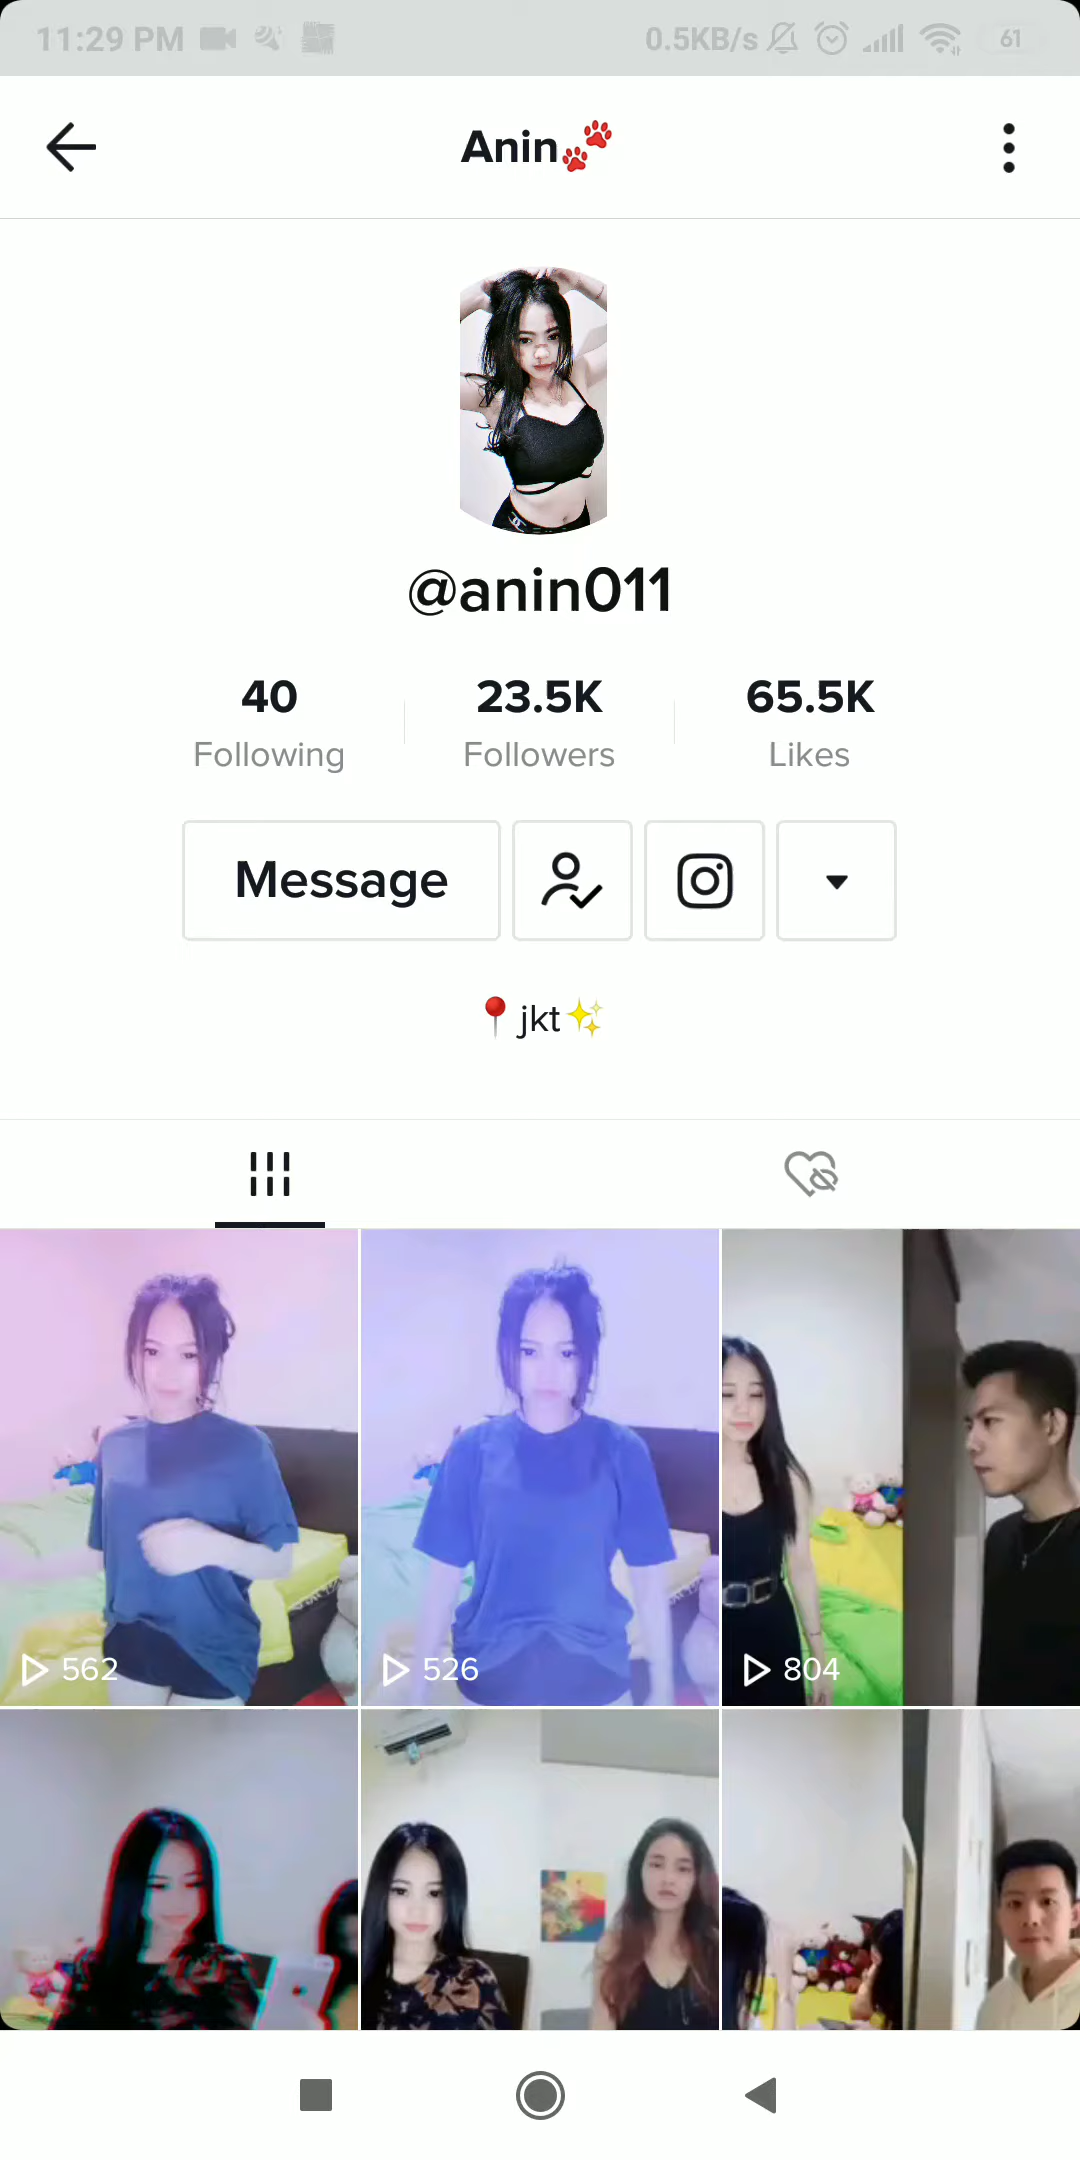 11:29 PM 0.5KB/s 61
Anin🐾
@anin011
40 23.5K 65.5K
Following Followers Likes
Message
📍jkt✨
562 526 804